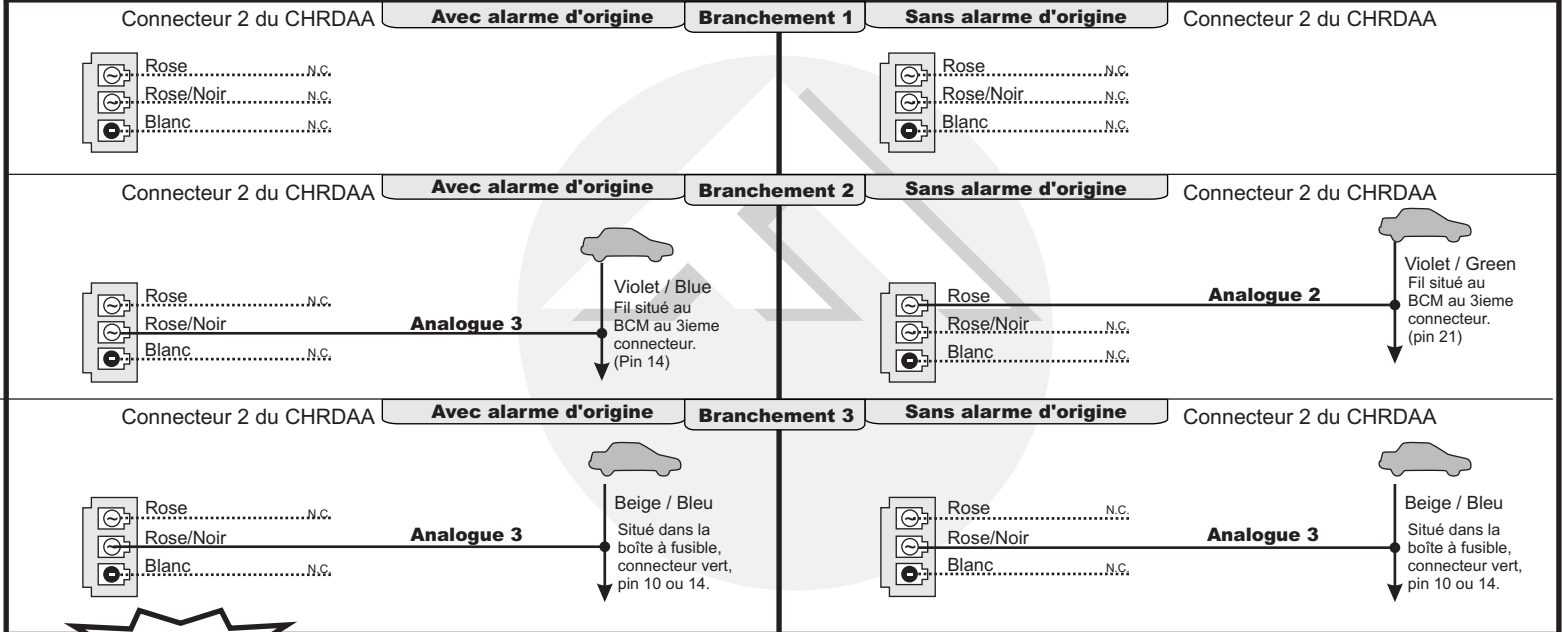 Connecteur 2 du CHRDAA Avec alarme d'origine Branchement 1 Sans alarme d'origine Connecteur 2 du CHRDAA
Rose N.C.
Rose/Noir N.C.
Blanc N.C.
Rose N.C.
Rose/Noir N.C.
Blanc N.C.
Connecteur 2 du CHRDAA Avec alarme d'origine Branchement 2 Sans alarme d'origine Connecteur 2 du CHRDAA
Rose N.C.
Rose/Noir Analogue 3
Blanc N.C.
Violet / Blue
Fil situé au
BCM au 3ieme
connecteur.
(Pin 14)
Rose Analogue 2
Rose/Noir N.C.
Blanc N.C.
Violet / Green
Fil situé au
BCM au 3ieme
connecteur.
(pin 21)
Connecteur 2 du CHRDAA Avec alarme d'origine Branchement 3 Sans alarme d'origine Connecteur 2 du CHRDAA
Rose N.C.
Rose/Noir Analogue 3
Blanc N.C.
Beige / Bleu
Situé dans la
boîte à fusible,
connecteur vert,
pin 10 ou 14.
Rose N.C.
Rose/Noir Analogue 3
Blanc N.C.
Beige / Bleu
Situé dans la
boîte à fusible,
connecteur vert,
pin 10 ou 14.